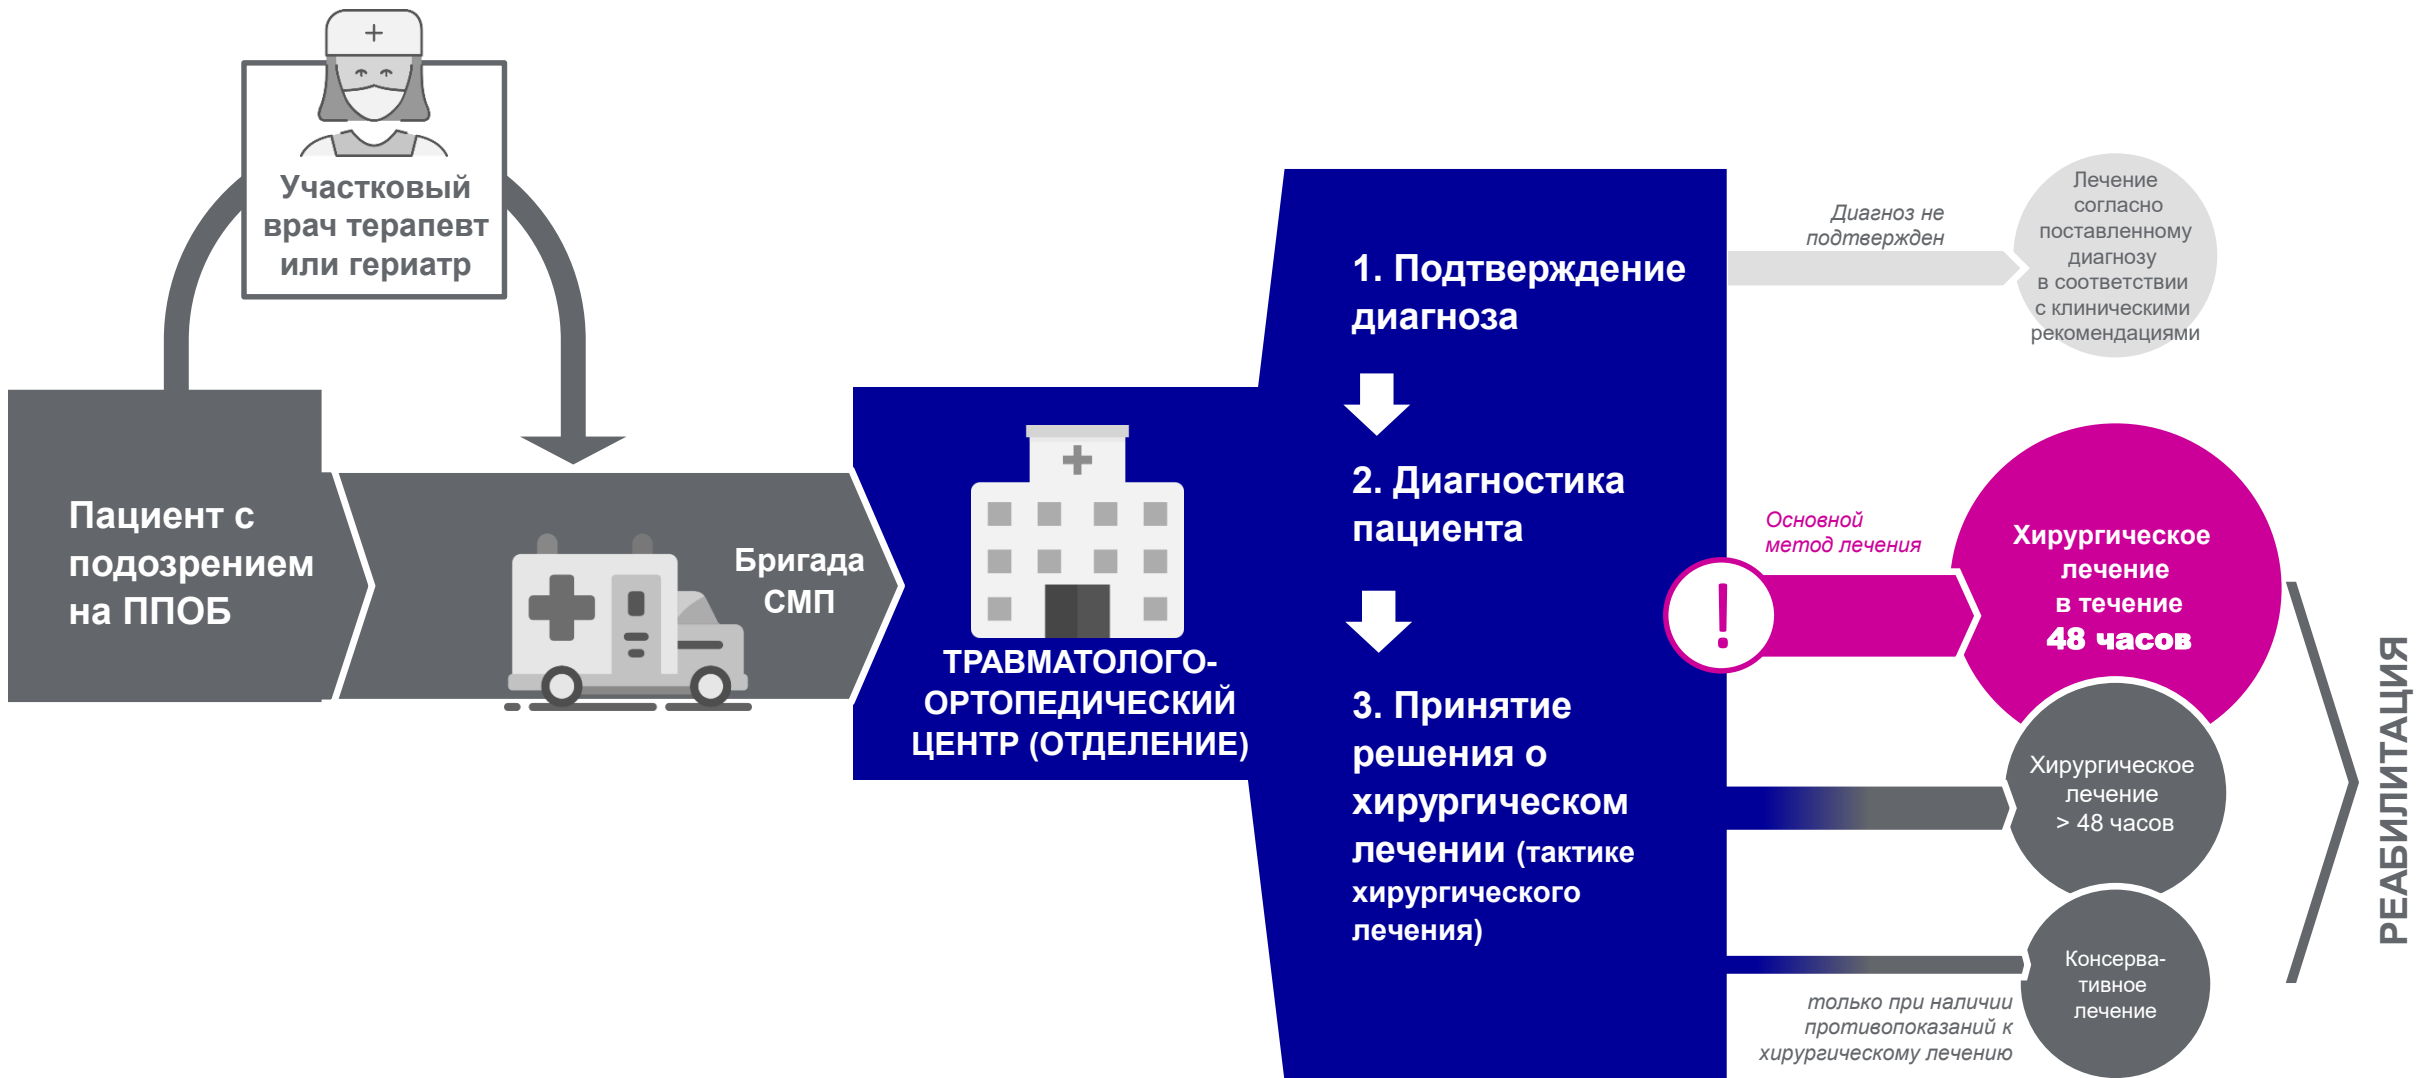 Участковый
врач терапевт
или гериатр
Пациент с
подозрением
на ППОБ
Бригада
СМП
ТРАВМАТОЛОГО-
ОРТОПЕДИЧЕСКИЙ
ЦЕНТР (ОТДЕЛЕНИЕ)
1. Подтверждение
диагноза
2. Диагностика
пациента
3. Принятие
решения о
хирургическом
лечении (тактике
хирургического
лечения)
Диагноз не
подтвержден
Лечение
согласно
поставленному
диагнозу
в соответствии
с клиническими
рекомендациями
Основной
метод лечения
!
Хирургическое
лечение
в течение
48 часов
Хирургическое
лечение
> 48 часов
только при наличии
противопоказаний к
хирургическому лечению
Консерва-
тивное
лечение
РЕАБИЛИТАЦИЯ